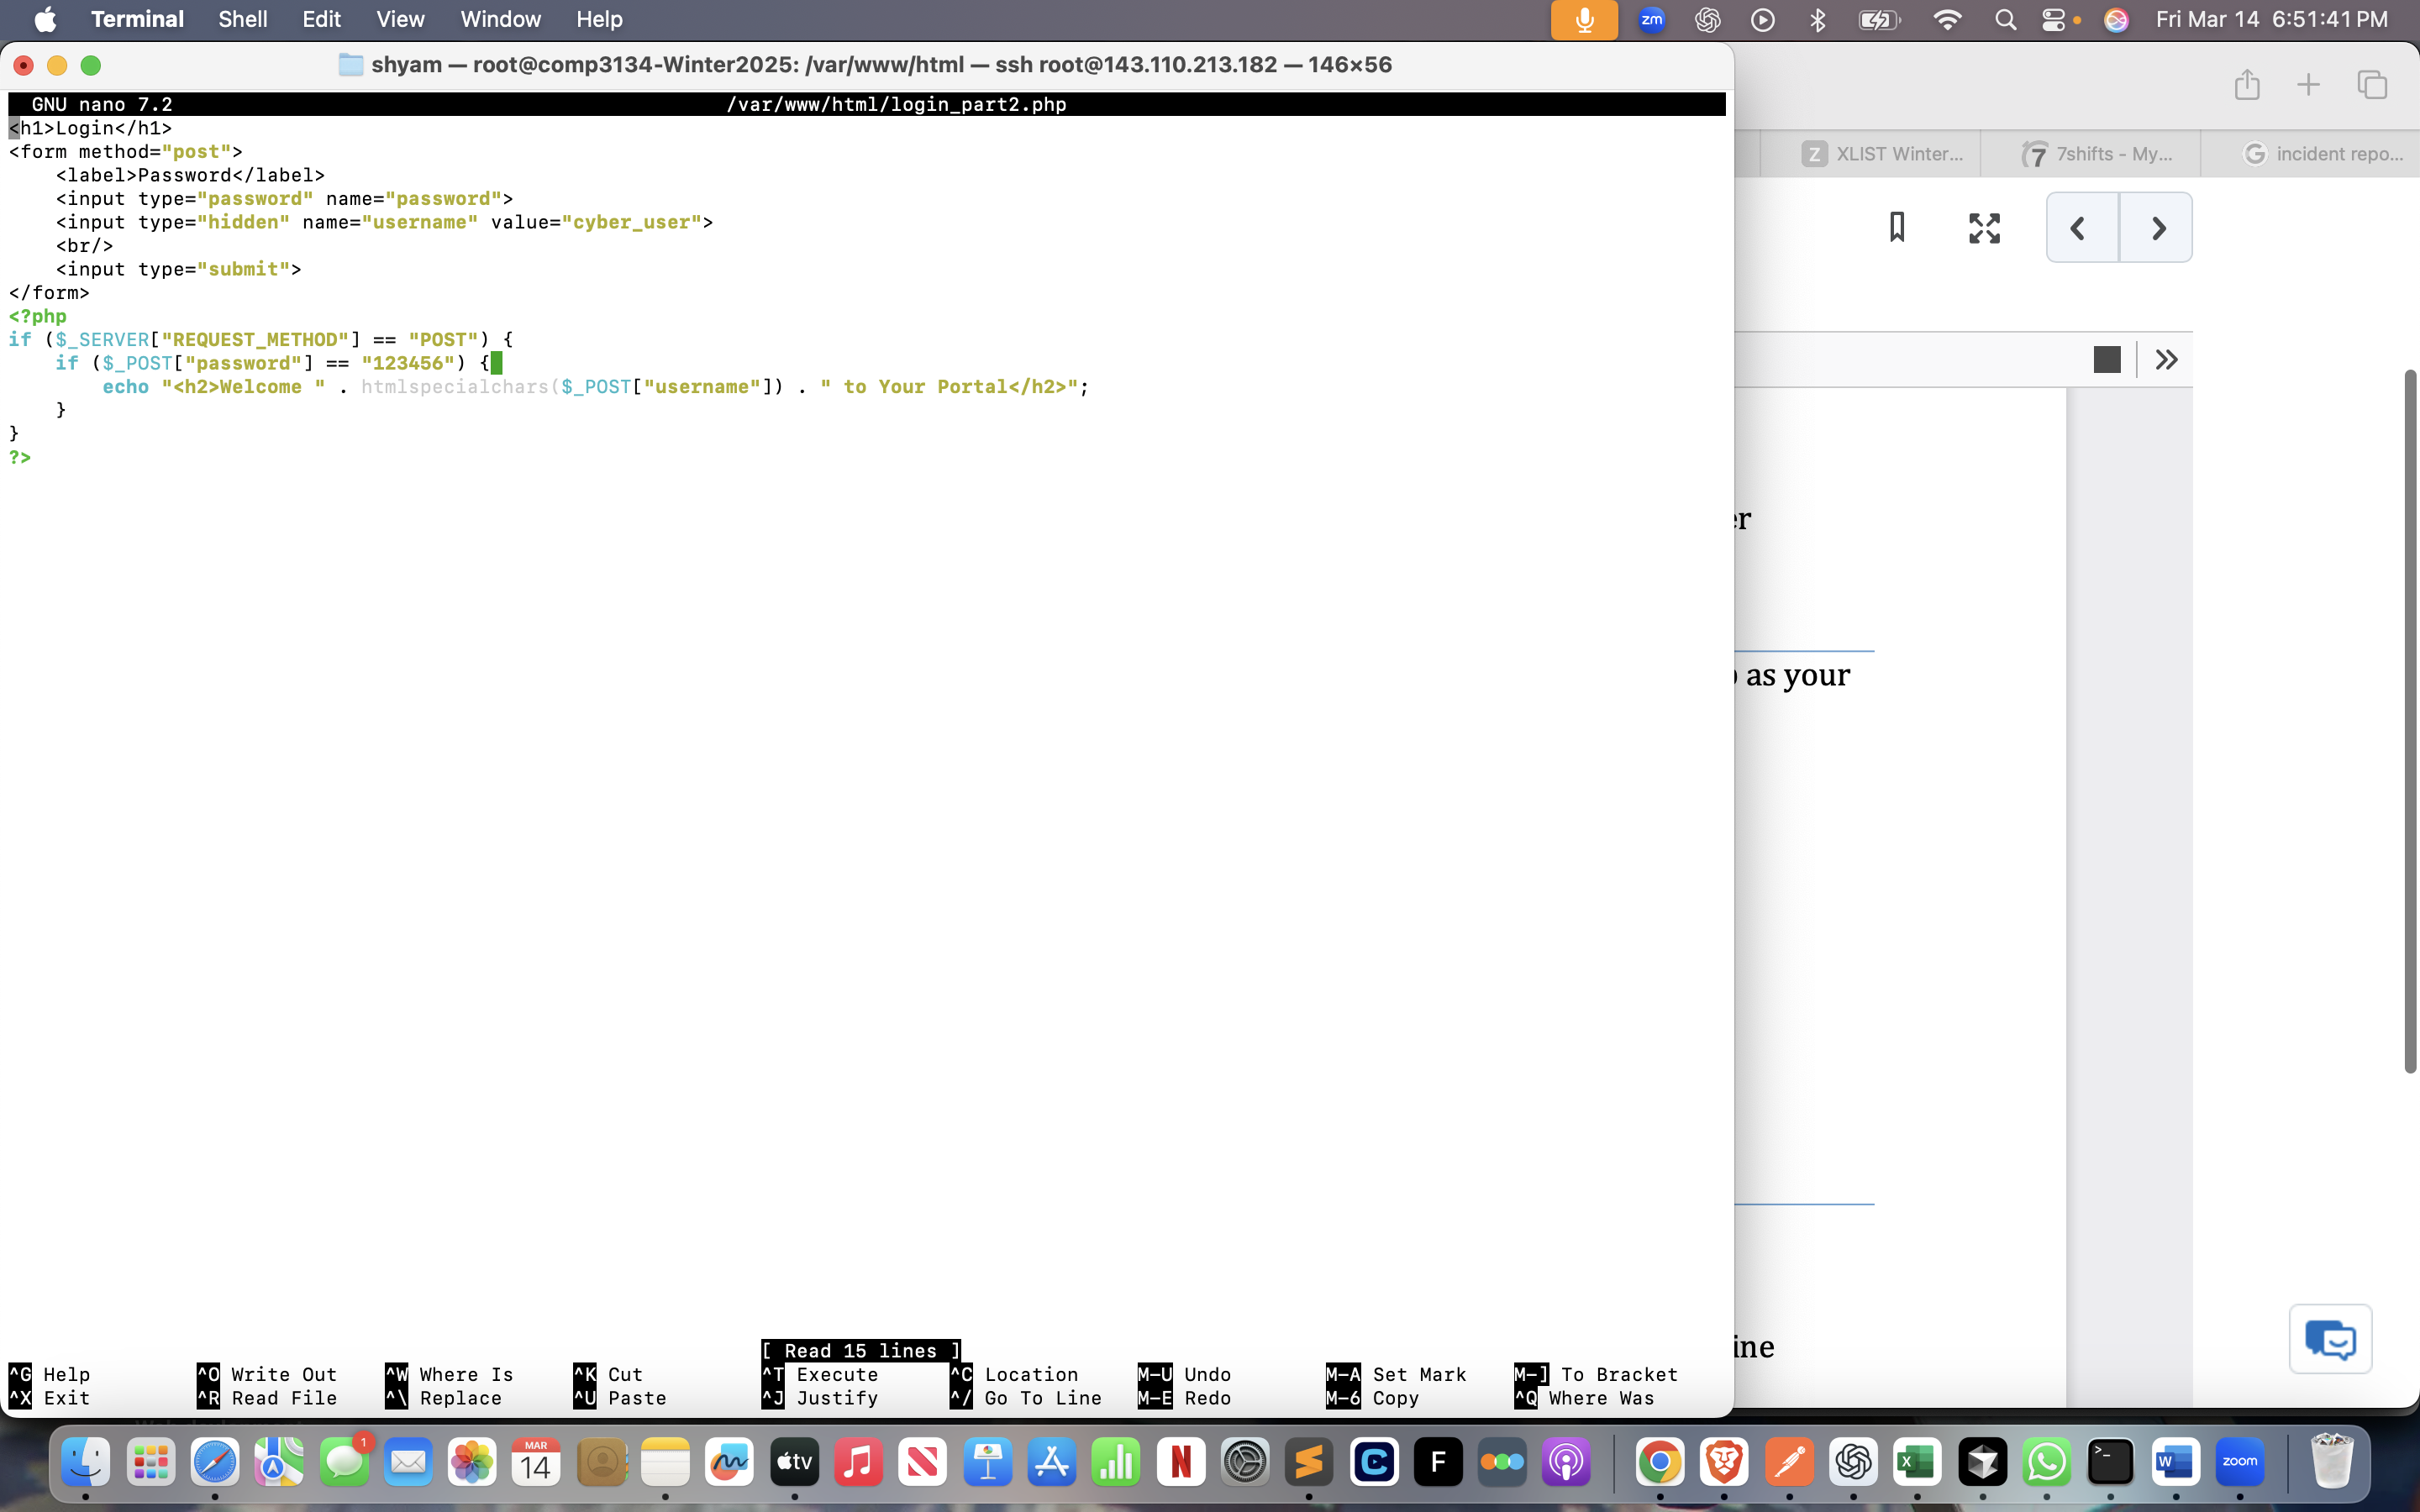 Terminal Shell Edit View Window Help zm Fri Mar 14 6:51:41 PM
shyam — root@comp3134-Winter2025: /var/www/html — ssh root@143.110.213.182 — 146×56
GNU nano 7.2 /var/www/html/login_part2.php
<h1>Login</h1>
<form method="post">
    <label>Password</label>
    <input type="password" name="password">
    <input type="hidden" name="username" value="cyber_user">
    <br/>
    <input type="submit">
</form>
<?php
if ($_SERVER["REQUEST_METHOD"] == "POST") {
    if ($_POST["password"] == "123456") {
        echo "<h2>Welcome " . htmlspecialchars($_POST["username"]) . " to Your Portal</h2>";
    }
}
?>
[ Read 15 lines ]
^G Help ^O Write Out ^W Where Is ^K Cut ^T Execute ^C Location M-U Undo M-A Set Mark M-] To Bracket
^X Exit ^R Read File ^\ Replace ^U Paste ^J Justify ^/ Go To Line M-E Redo M-6 Copy ^Q Where Was
Z XLIST Winter... 7 7shifts - My... G incident repo...
er
as your
ine
1 MAR 14 tv N C F X W >_ zoom